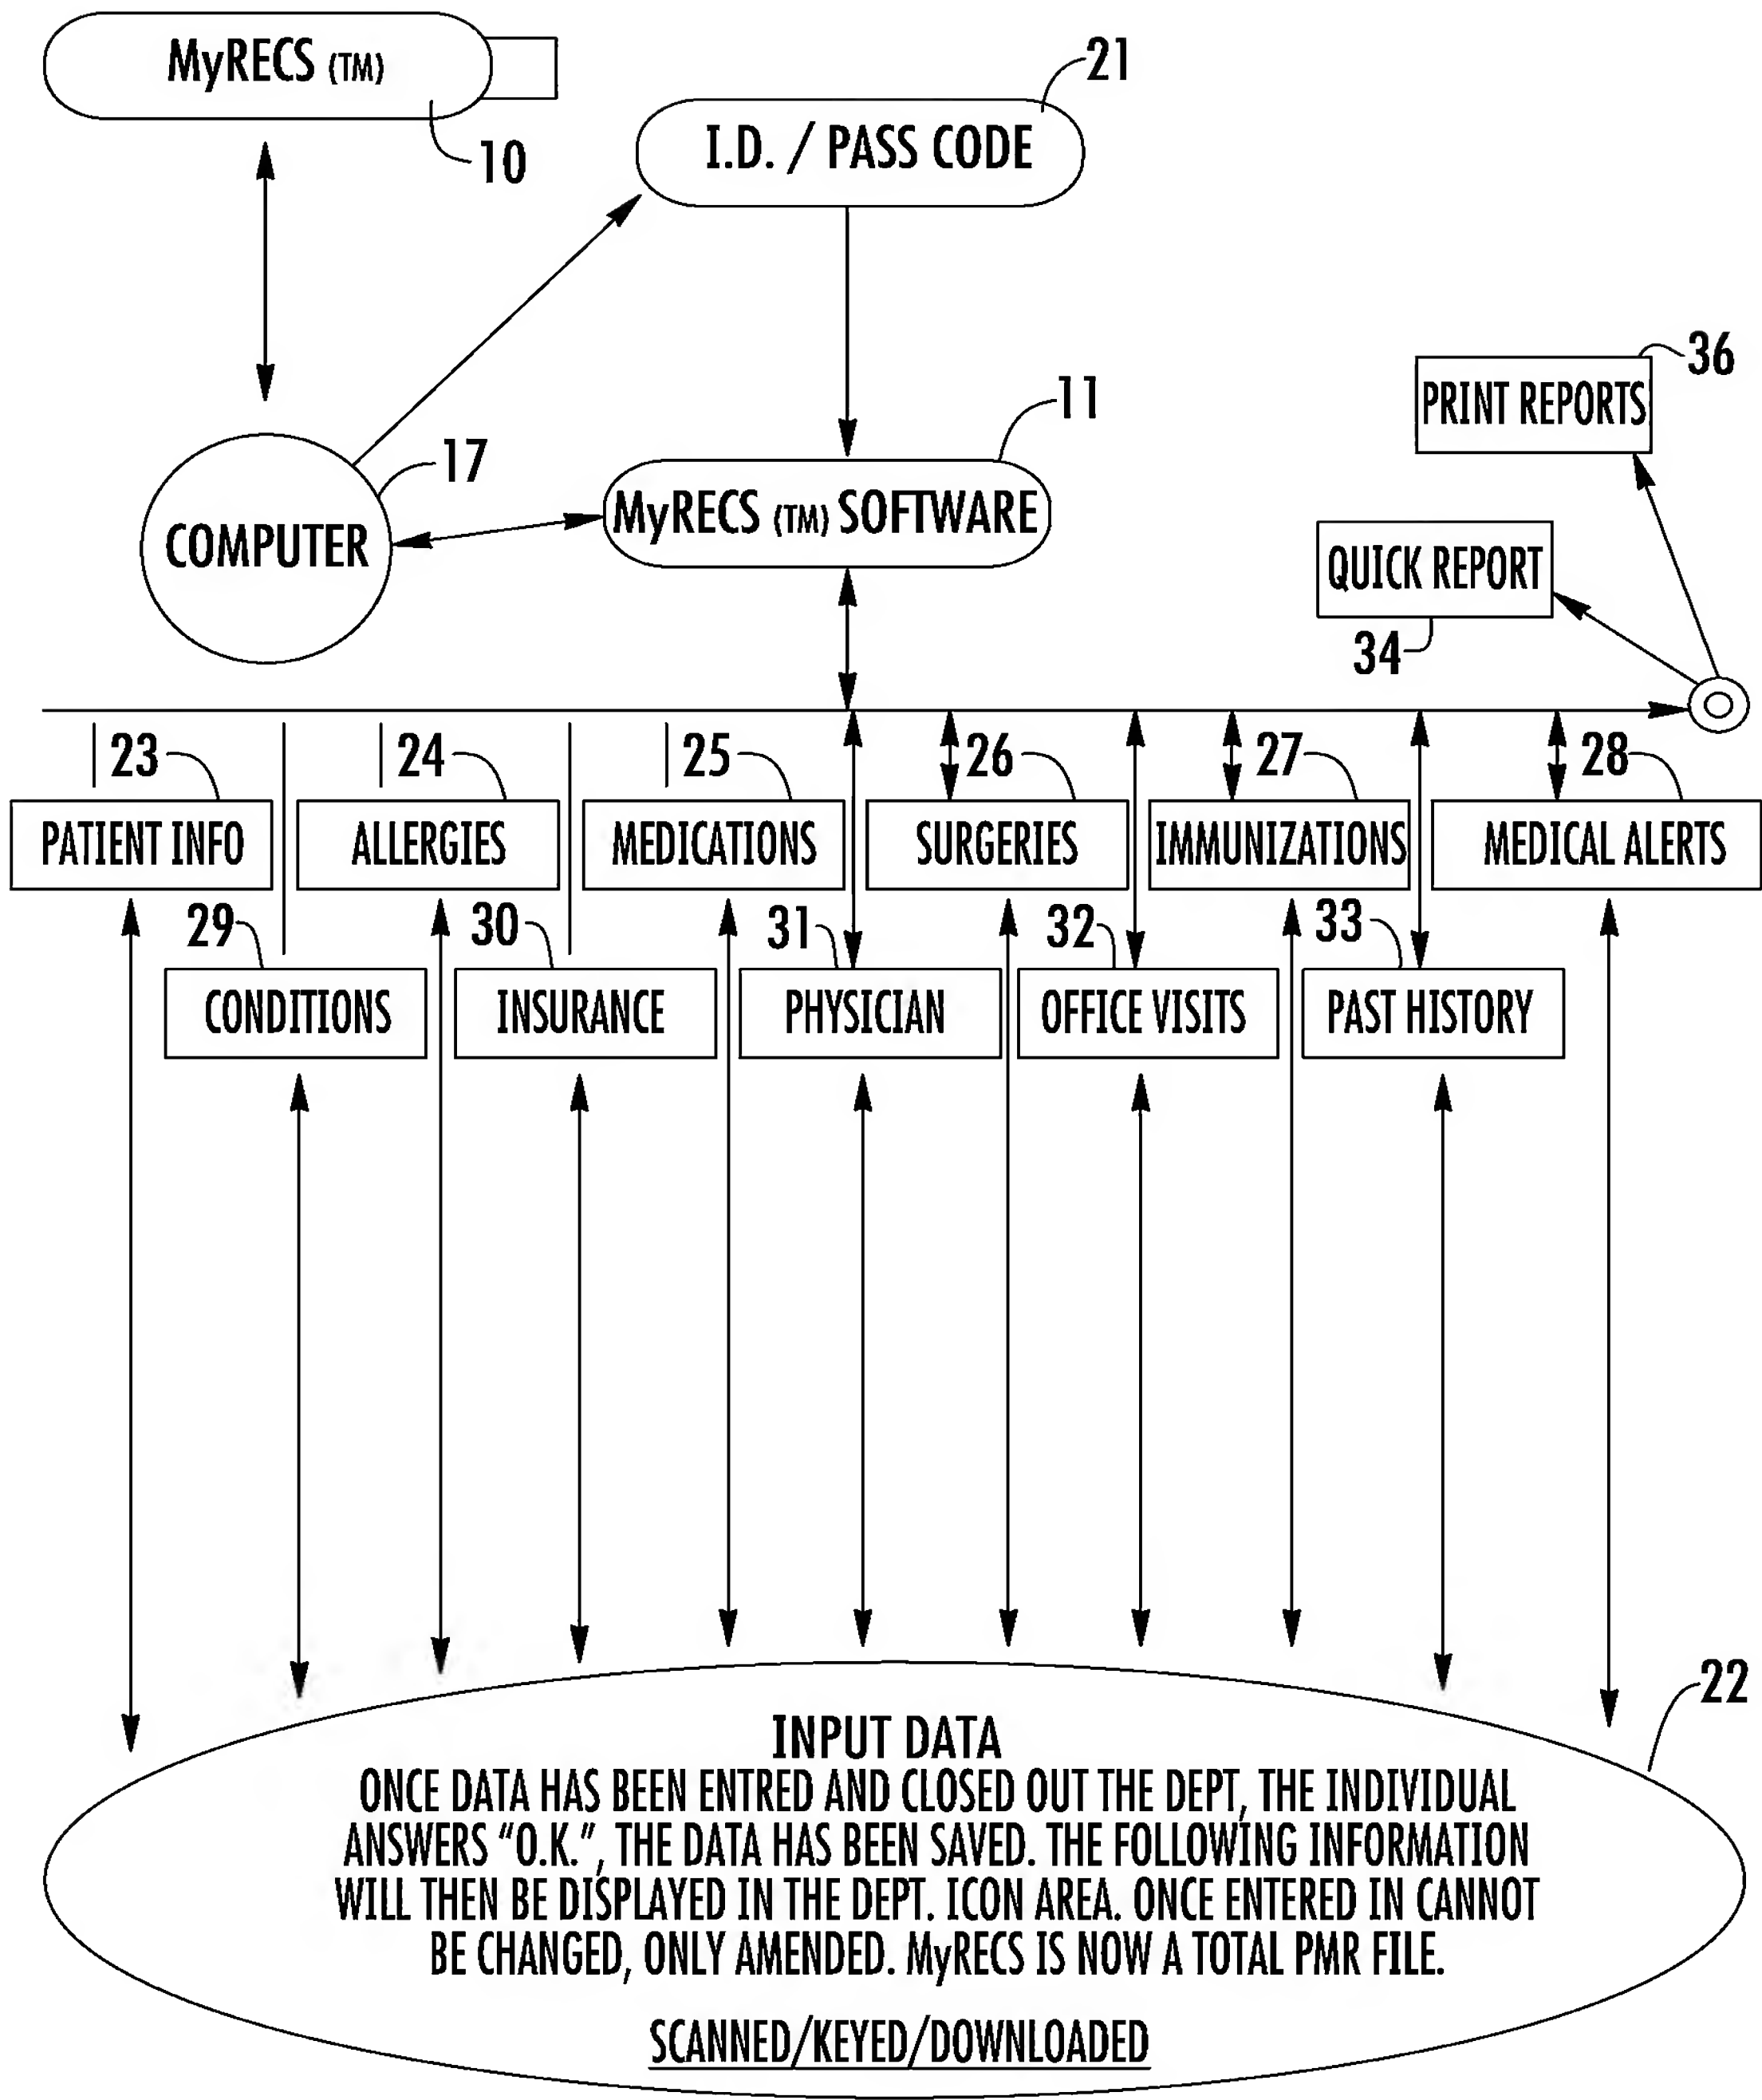 MyRECS (TM)
10
21
I.D. / PASS CODE
36
PRINT REPORTS
11
17
MyRECS (TM) SOFTWARE
COMPUTER
QUICK REPORT
34
23
24
25
26
27
28
PATIENT INFO
ALLERGIES
MEDICATIONS
SURGERIES
IMMUNIZATIONS
MEDICAL ALERTS
29
30
31
32
33
CONDITIONS
INSURANCE
PHYSICIAN
OFFICE VISITS
PAST HISTORY
22
INPUT DATA
ONCE DATA HAS BEEN ENTRED AND CLOSED OUT THE DEPT, THE INDIVIDUAL
ANSWERS “O.K.”, THE DATA HAS BEEN SAVED. THE FOLLOWING INFORMATION
WILL THEN BE DISPLAYED IN THE DEPT. ICON AREA. ONCE ENTERED IN CANNOT
BE CHANGED, ONLY AMENDED. MyRECS IS NOW A TOTAL PMR FILE.
SCANNED/KEYED/DOWNLOADED